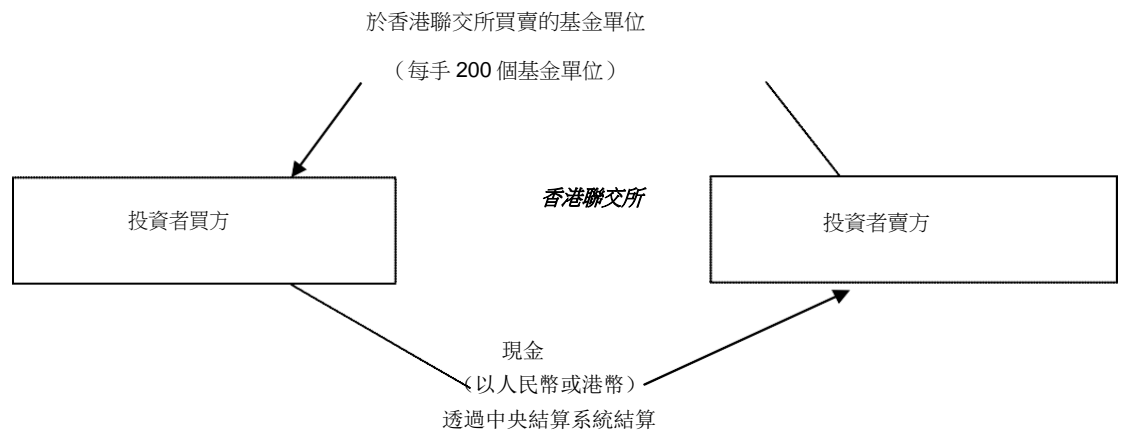 於香港聯交所買賣的基金單位
（每手 200 個基金單位）
香港聯交所
投資者買方
投資者賣方
現金
（以人民幣或港幣）
透過中央結算系統結算